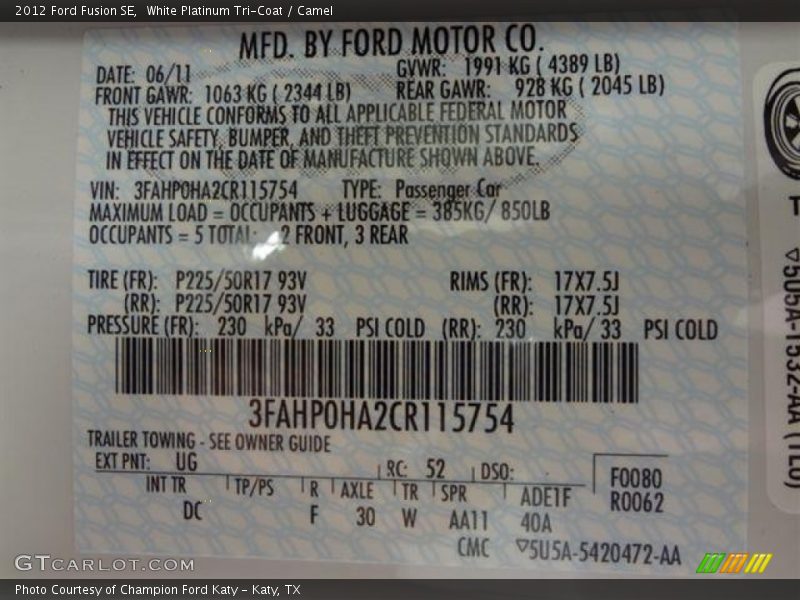 2012 Ford Fusion SE, White Platinum Tri-Coat / Camel
MFD. BY FORD MOTOR CO.
DATE: 06/11 GVWR: 1991 KG ( 4389 LB)
FRONT GAWR: 1063 KG ( 2344 LB) REAR GAWR: 928 KG ( 2045 LB)
THIS VEHICLE CONFORMS TO ALL APPLICABLE FEDERAL MOTOR
VEHICLE SAFETY, BUMPER, AND THEFT PREVENTION STANDARDS
IN EFFECT ON THE DATE OF MANUFACTURE SHOWN ABOVE.
VIN: 3FAHP0HA2CR115754 TYPE: Passenger Car
MAXIMUM LOAD = OCCUPANTS + LUGGAGE = 385KG/ 850LB
OCCUPANTS = 5 TOTAL: 2 FRONT, 3 REAR
TIRE (FR): P225/50R17 93V RIMS (FR): 17X7.5J
(RR): P225/50R17 93V (RR): 17X7.5J
PRESSURE (FR): 230 kPa/ 33 PSI COLD (RR): 230 kPa/ 33 PSI COLD
3FAHP0HA2CR115754
TRAILER TOWING - SEE OWNER GUIDE
EXT PNT: UG RC: 52 DSO: F0080
INT TR TP/PS R AXLE TR SPR ADE1F R0062
DC F 30 W AA11 40A
CMC 5U5A-5420472-AA
5U5A-1532-AA (TLO)
GTCARLOT.COM
Photo Courtesy of Champion Ford Katy - Katy, TX